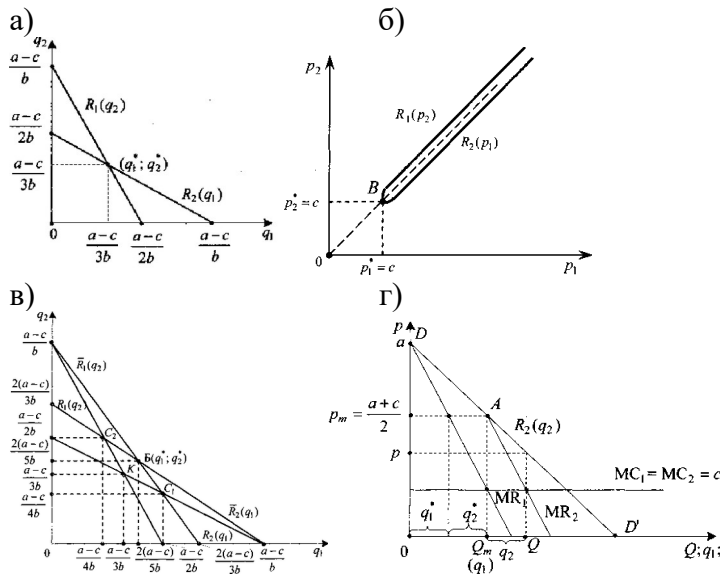 а)
q₂
a−c
b
R₁(q₂)
a−c
2b
(q₁*; q₂*)
a−c
3b
R₂(q₁)
0
a−c
3b
a−c
2b
a−c
b
q₁
б)
p₂
R₁(p₂)
R₂(p₁)
B
p₂* = c
0
p₁* = c
p₁
в)
q₂
a−c
b
R̅₁(q₂)
2(a−c)
3b
R₁(q₂)
a−c
2b
C₂
2(a−c)
5b
Б(q₁*; q₂*)
a−c
3b
K
a−c
4b
C₁
R̅₂(q₁)
R₂(q₁)
0
a−c
4b
a−c
3b
2(a−c)
5b
a−c
2b
2(a−c)
3b
a−c
b
q₁
г)
p
a
D
A
pₘ = a+c
2
R₂(q₂)
p
MC₁ = MC₂ = c
MR₁
MR₂
q₁*
q₂*
D'
0
Qₘ
q₂
Q
Q; q₁;
(q₁)